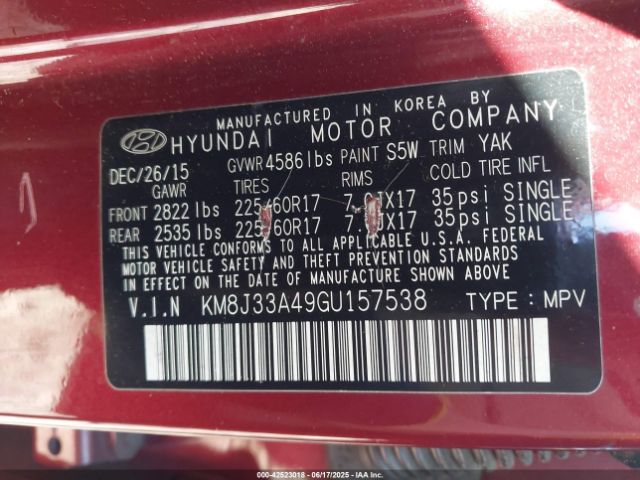 MANUFACTURED IN KOREA BY
HYUNDAI MOTOR COMPANY
DEC/26/15 GVWR 4586lbs PAINT S5W TRIM YAK
GAWR TIRES RIMS COLD TIRE INFL
FRONT 2822 lbs 225/60R17 7.0JX17 35 psi SINGLE
REAR 2535 lbs 225/60R17 7.0JX17 35 psi SINGLE
THIS VEHICLE CONFORMS TO ALL APPLICABLE U.S.A. FEDERAL
MOTOR VEHICLE SAFETY AND THEFT PREVENTION STANDARDS
IN EFFECT ON THE DATE OF MANUFACTURE SHOWN ABOVE
V.I.N KM8J33A49GU157538 TYPE : MPV
000-42523018 - 06/17/2025 - COPYRIGHT © IAA, LLC.